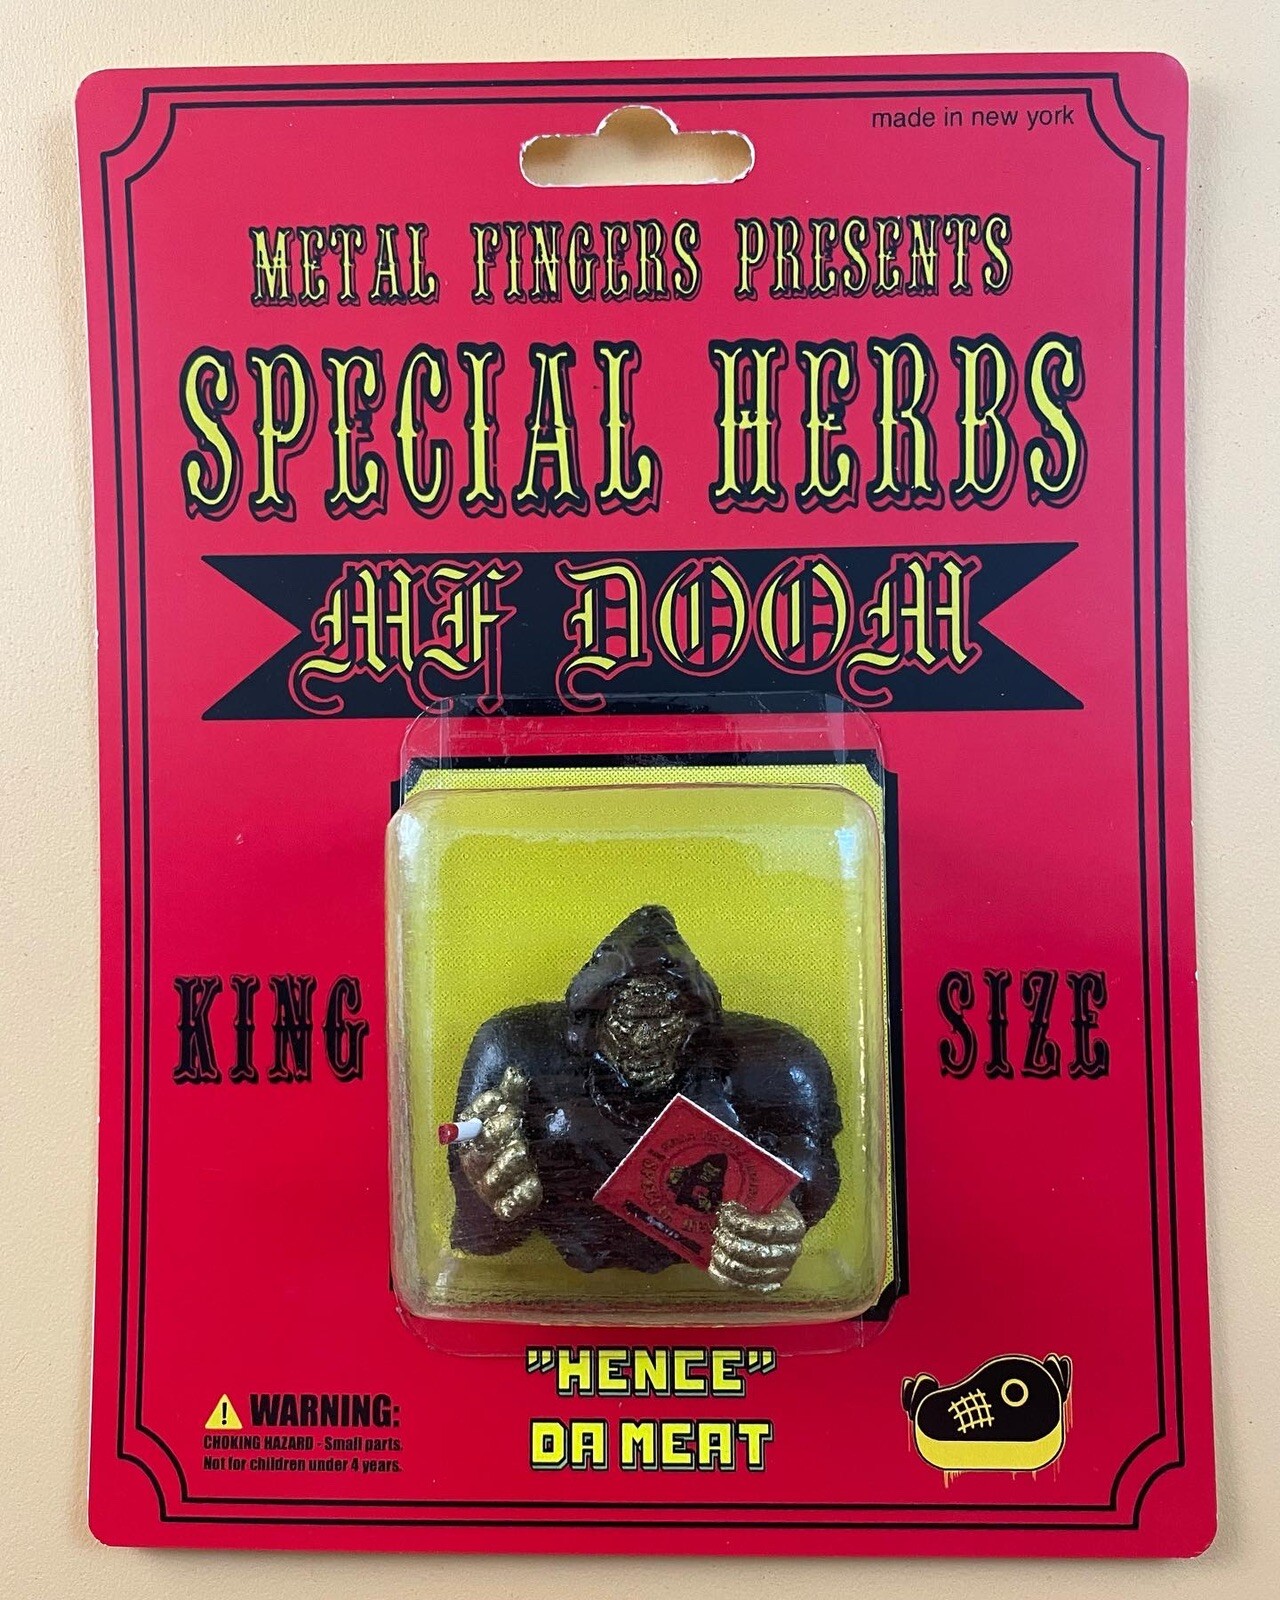 made in new york
METAL FINGERS PRESENTS
SPECIAL HERBS
MF DOOM
KING SIZE
"HENCE"
DA MEAT
WARNING:
CHOKING HAZARD - Small parts.
Not for children under 4 years.